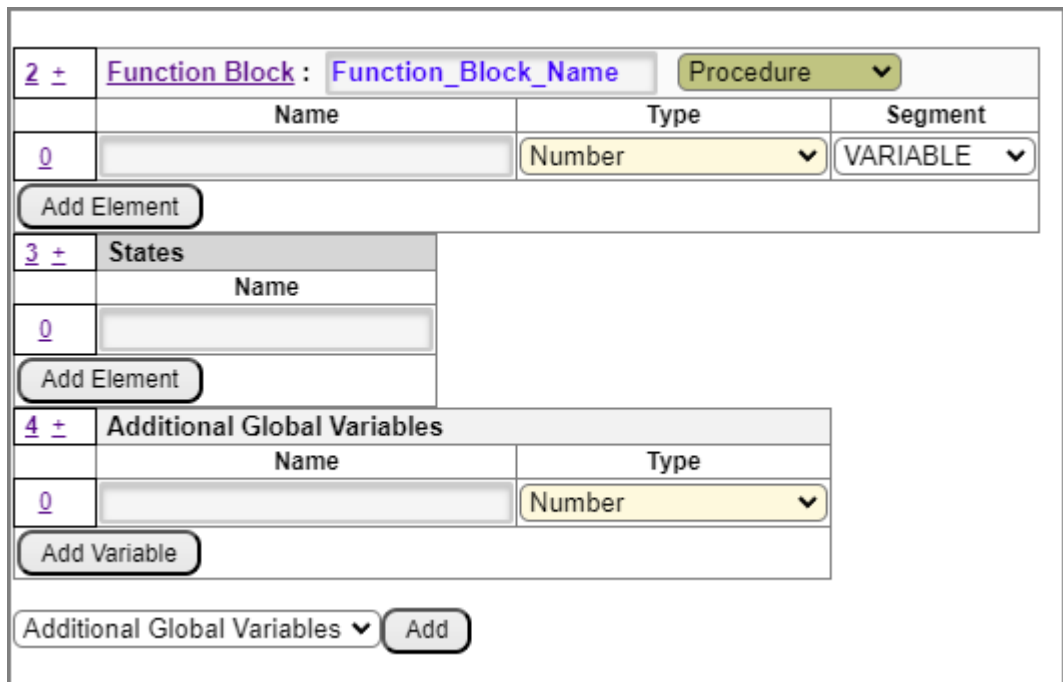 2 + Function Block : Function_Block_Name Procedure
Name Type Segment
0 Number VARIABLE
Add Element
3 + States
Name
0
Add Element
4 + Additional Global Variables
Name Type
0 Number
Add Variable
Additional Global Variables Add